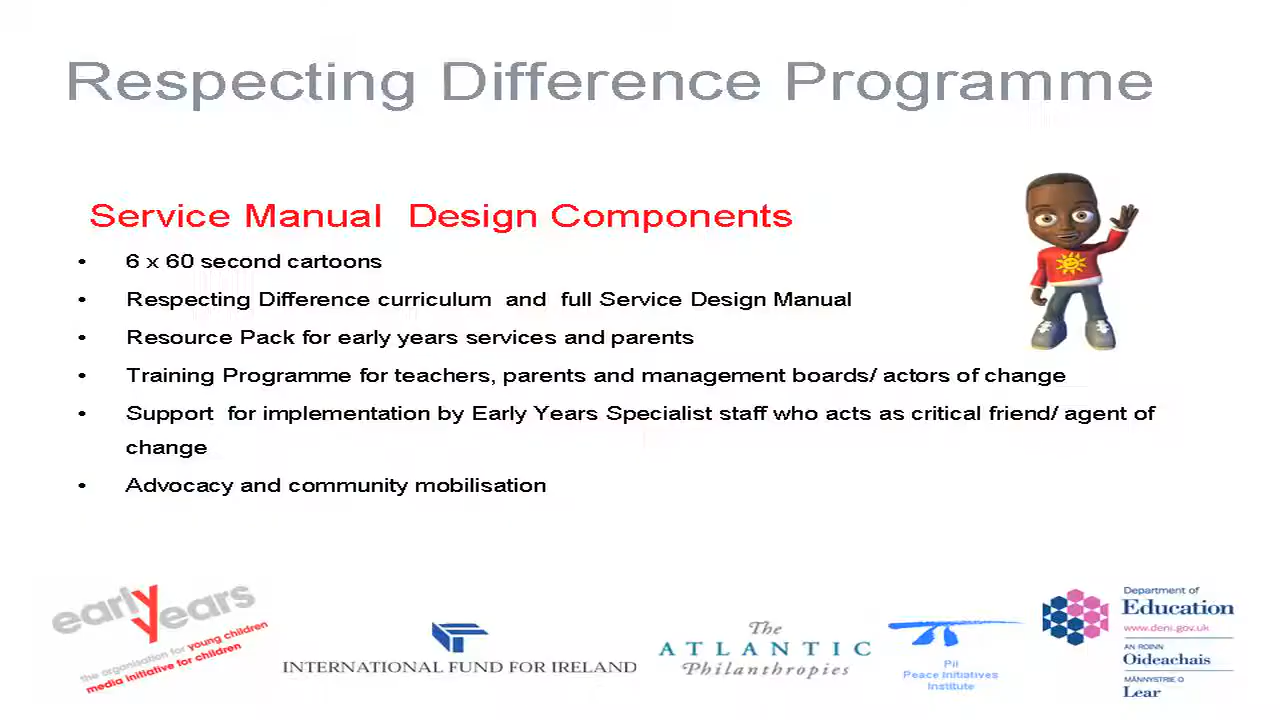 Respecting Difference Programme
Service Manual Design Components
• 6 x 60 second cartoons
• Respecting Difference curriculum and full Service Design Manual
• Resource Pack for early years services and parents
• Training Programme for teachers, parents and management boards/ actors of change
• Support for implementation by Early Years Specialist staff who acts as critical friend/ agent of
change
• Advocacy and community mobilisation
early years
the organisation for young children
media initiative for children
INTERNATIONAL FUND FOR IRELAND
The
ATLANTIC
Philanthropies
PII
Peace Initiatives
Institute
Department of
Education
www.deni.gov.uk
AN ROINN
Oideachais
MÄNNYSTRIE O
Lear